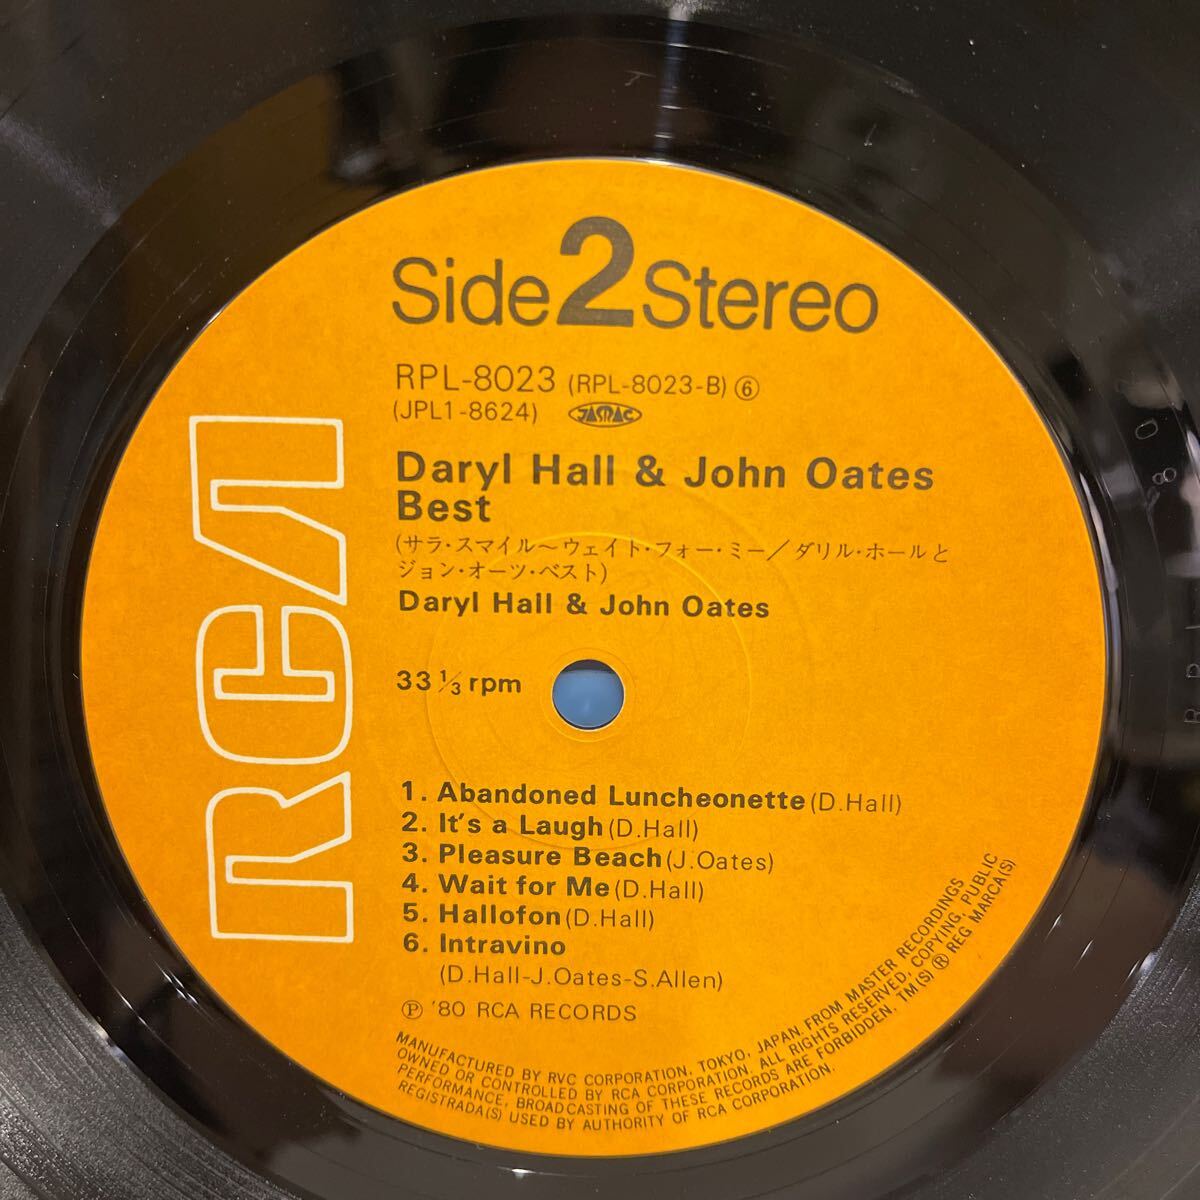 Side 2 Stereo
RPL-8023 (RPL-8023-B) ⑥
(JPL1-8624) JASRAC
Daryl Hall & John Oates
Best
(サラ・スマイル〜ウェイト・フォー・ミー／ダリル・ホールと
ジョン・オーツ・ベスト)
Daryl Hall & John Oates
33 1/3 rpm
RCA
1. Abandoned Luncheonette (D.Hall)
2. It's a Laugh (D.Hall)
3. Pleasure Beach (J.Oates)
4. Wait for Me (D.Hall)
5. Hallofon (D.Hall)
6. Intravino
(D.Hall-J.Oates-S.Allen)
Ⓟ '80 RCA RECORDS
MANUFACTURED BY RVC CORPORATION, TOKYO, JAPAN. FROM MASTER RECORDINGS
OWNED OR CONTROLLED BY RCA CORPORATION. ALL RIGHTS RESERVED, COPYING, PUBLIC
PERFORMANCE, BROADCASTING OF THESE RECORDS ARE FORBIDDEN, TM(S) ® REG MARCA(S)
REGISTRADA(S) USED BY AUTHORITY OF RCA CORPORATION.